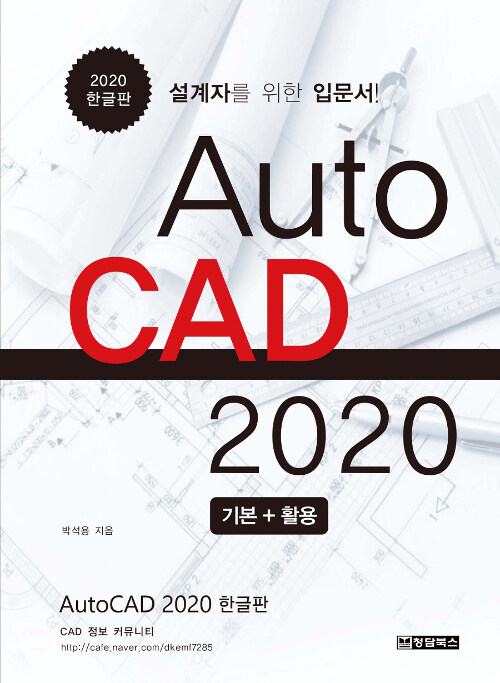 2020
한글판
설계자를 위한 입문서!
Auto
CAD
2020
기본 + 활용
박석용 지음
AutoCAD 2020 한글판
CAD 정보 커뮤니티
http://cafe.naver.com/dkemf7285
청담북스